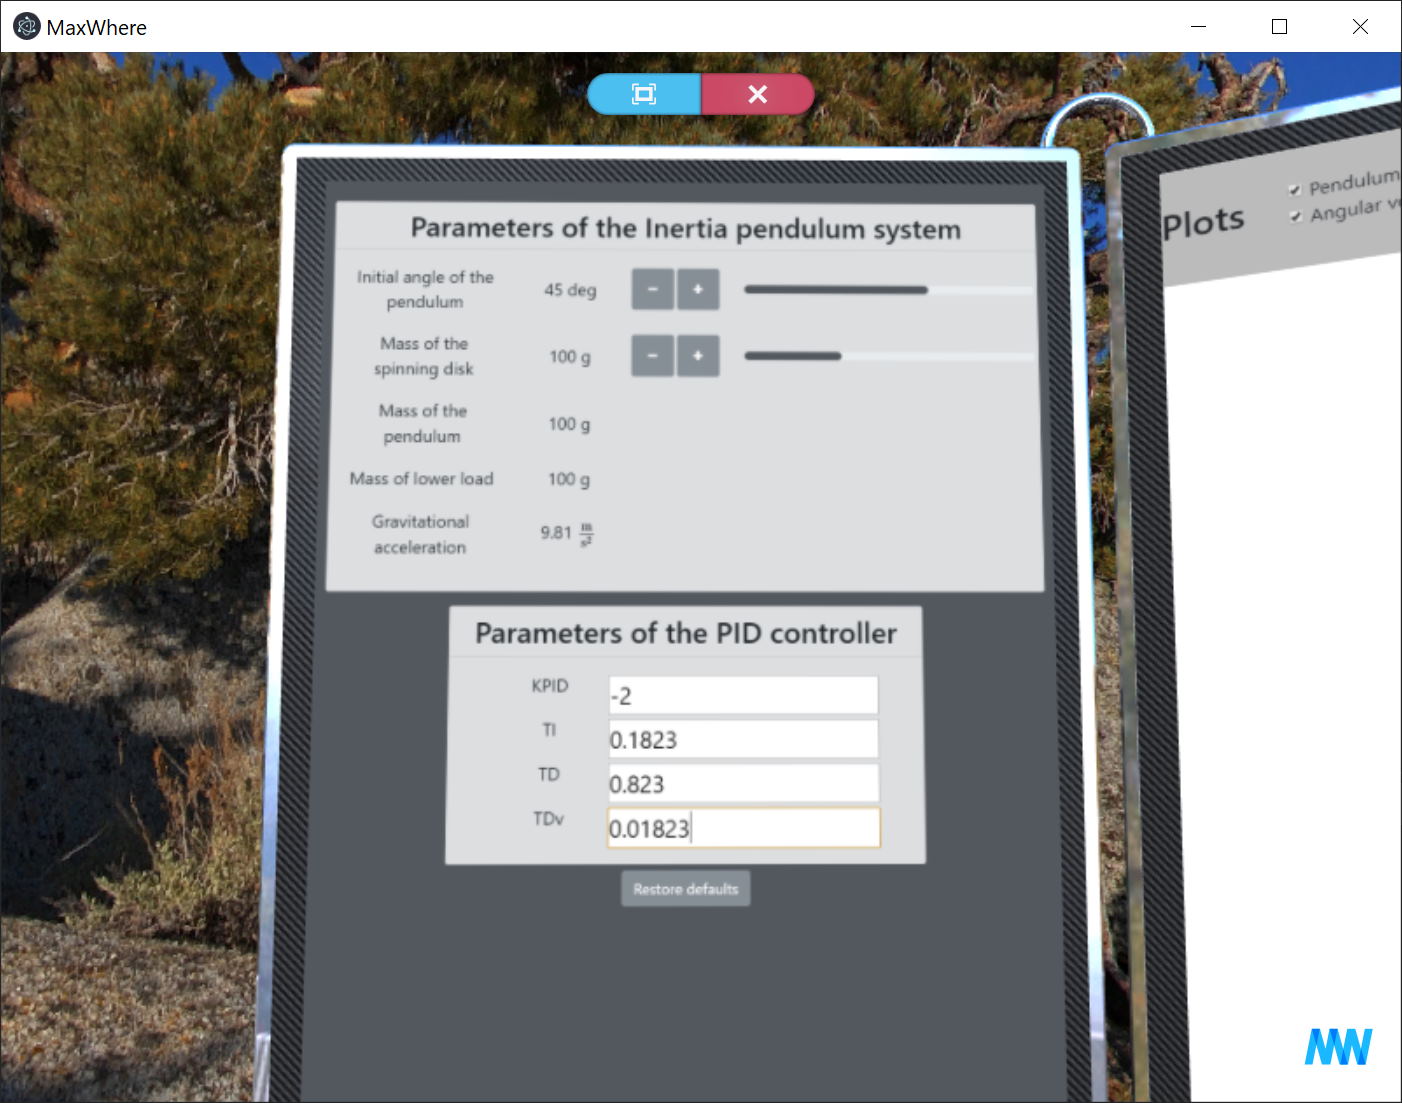 MaxWhere
Parameters of the Inertia pendulum system
Initial angle of the
pendulum
45 deg
Mass of the
spinning disk
100 g
Mass of the
pendulum
100 g
Mass of lower load
100 g
Gravitational
acceleration
9.81 m/s²
Parameters of the PID controller
KPID
-2
TI
0.1823
TD
0.823
TDv
0.01823
Restore defaults
Plots
Pendulum
Angular
MW